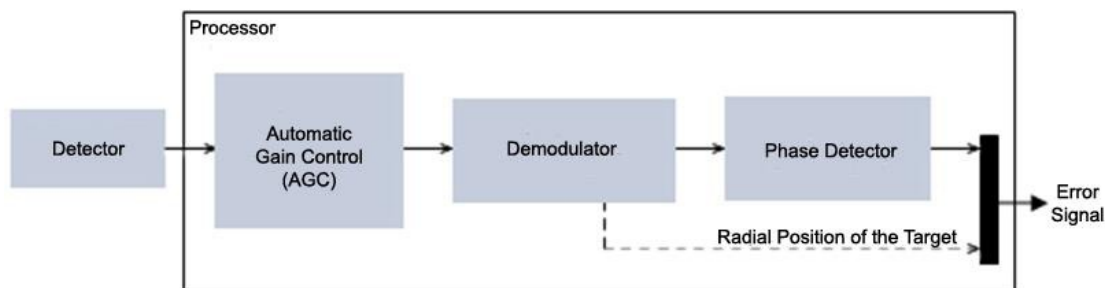 Processor
Detector
Automatic
Gain Control
(AGC)
Demodulator
Phase Detector
Error
Signal
Radial Position of the Target